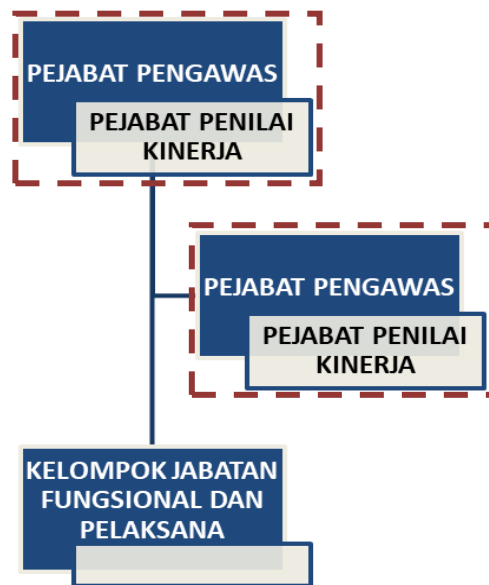 PEJABAT PENGAWAS
PEJABAT PENILAI
KINERJA
PEJABAT PENGAWAS
PEJABAT PENILAI
KINERJA
KELOMPOK JABATAN
FUNGSIONAL DAN
PELAKSANA